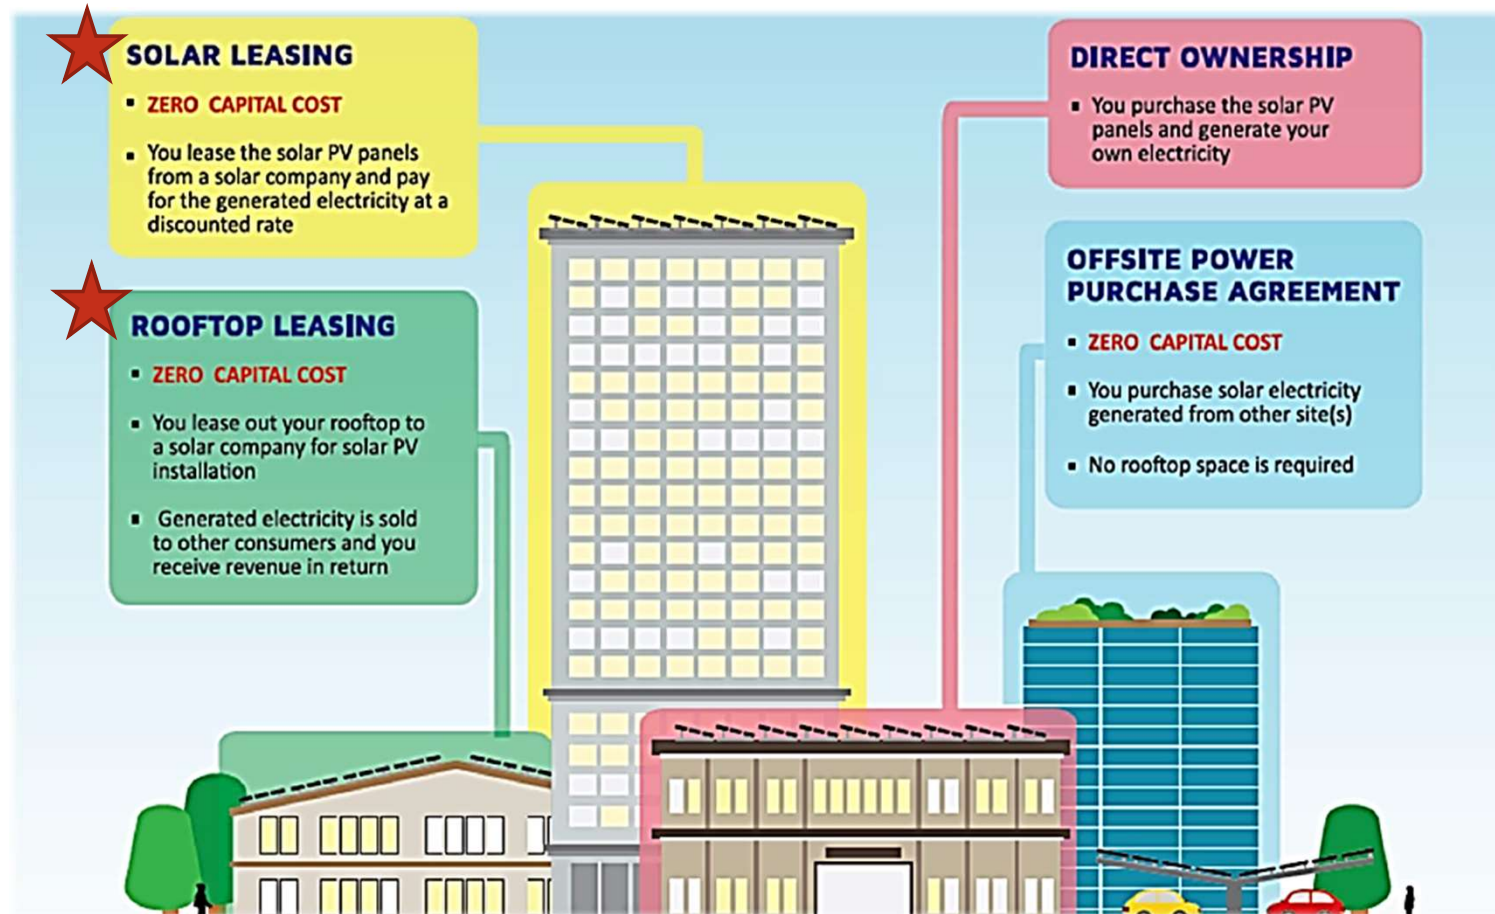 SOLAR LEASING
▪ ZERO CAPITAL COST
▪ You lease the solar PV panels
from a solar company and pay
for the generated electricity at a
discounted rate
ROOFTOP LEASING
▪ ZERO CAPITAL COST
▪ You lease out your rooftop to
a solar company for solar PV
installation
▪ Generated electricity is sold
to other consumers and you
receive revenue in return
DIRECT OWNERSHIP
▪ You purchase the solar PV
panels and generate your
own electricity
OFFSITE POWER
PURCHASE AGREEMENT
▪ ZERO CAPITAL COST
▪ You purchase solar electricity
generated from other site(s)
▪ No rooftop space is required